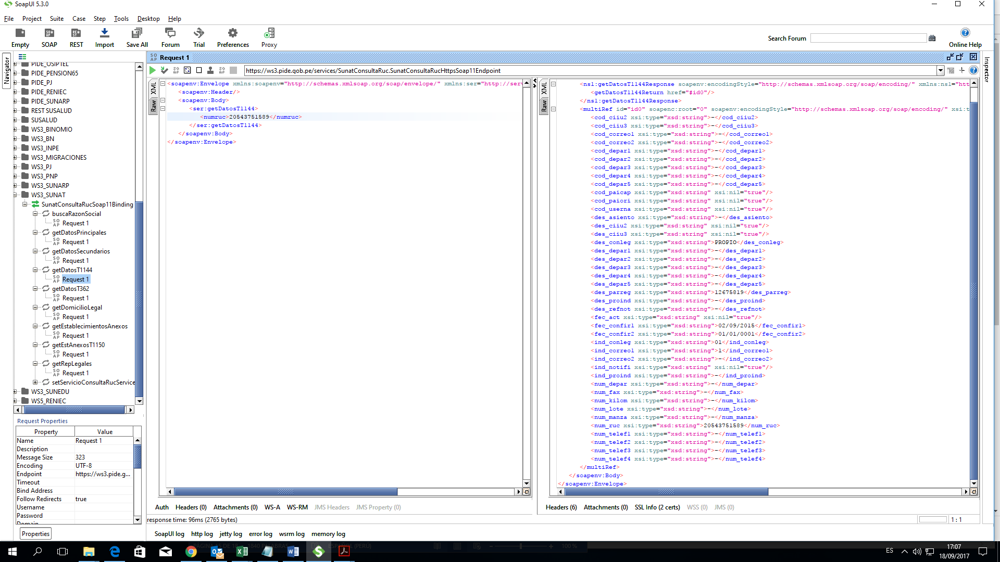 SoapUI 5.3.0
File Project Suite Case Step Tools Desktop Help
Empty SOAP REST Import Save All Forum Trial Preferences Proxy
Search Forum
Online Help
Navigator
PIDE_OSIPTEL
PIDE_PENSION65
PIDE_PJ
PIDE_RENIEC
PIDE_SUNARP
REST SUSALUD
SUSALUD
WS3_BINOMIO
WS3_BN
WS3_INPE
WS3_MIGRACIONES
WS3_PJ
WS3_PNP
WS3_SUNARP
WS3_SUNAT
SunatConsultaRucSoap11Binding
buscaRazonSocial
Request 1
getDatosPrincipales
Request 1
getDatosSecundarios
Request 1
getDatosT1144
Request 1
getDatosT362
Request 1
getDomicilioLegal
Request 1
getEstablecimientosAnexos
Request 1
getEstAnexosT1150
Request 1
getRepLegales
Request 1
setServicioConsultaRucService
WS3_SUNEDU
WS5_RENIEC
Request Properties
Property Value
Name Request 1
Description
Message Size 323
Encoding UTF-8
Endpoint https://ws3.pide.g...
Timeout
Bind Address
Follow Redirects true
Username
Password
Domain
Properties
Request 1
https://ws3.pide.gob.pe/services/SunatConsultaRuc.SunatConsultaRucHttpsSoap11Endpoint
XML
Raw
<soapenv:Envelope xmlns:soapenv="http://schemas.xmlsoap.org/soap/envelope/" xmlns:ser="http://ser
<soapenv:Header/>
<soapenv:Body>
<ser:getDatosT1144>
<numruc>20543751589</numruc>
</ser:getDatosT1144>
</soapenv:Body>
</soapenv:Envelope>
Auth Headers (0) Attachments (0) WS-A WS-RM JMS Headers JMS Property (0)
response time: 96ms (2765 bytes)
XML
Raw
<ns1:getDatosT1144Response soapenv:encodingStyle="http://schemas.xmlsoap.org/soap/encoding/" xmlns:ns1="htt
<getDatosT1144Return href="#id0"/>
</ns1:getDatosT1144Response>
<multiRef id="id0" soapenc:root="0" soapenv:encodingStyle="http://schemas.xmlsoap.org/soap/encoding/" xsi:t
<cod_ciiu2 xsi:type="xsd:string">-</cod_ciiu2>
<cod_ciiu3 xsi:type="xsd:string">-</cod_ciiu3>
<cod_correo1 xsi:type="xsd:string">-</cod_correo1>
<cod_correo2 xsi:type="xsd:string">-</cod_correo2>
<cod_depar1 xsi:type="xsd:string">-</cod_depar1>
<cod_depar2 xsi:type="xsd:string">-</cod_depar2>
<cod_depar3 xsi:type="xsd:string">-</cod_depar3>
<cod_depar4 xsi:type="xsd:string">-</cod_depar4>
<cod_depar5 xsi:type="xsd:string">-</cod_depar5>
<cod_paicap xsi:type="xsd:string" xsi:nil="true"/>
<cod_paiori xsi:type="xsd:string" xsi:nil="true"/>
<cod_userna xsi:type="xsd:string" xsi:nil="true"/>
<des_asiento xsi:type="xsd:string">-</des_asiento>
<des_ciiu2 xsi:type="xsd:string" xsi:nil="true"/>
<des_ciiu3 xsi:type="xsd:string" xsi:nil="true"/>
<des_conleg xsi:type="xsd:string">PROPIO</des_conleg>
<des_depar1 xsi:type="xsd:string">-</des_depar1>
<des_depar2 xsi:type="xsd:string">-</des_depar2>
<des_depar3 xsi:type="xsd:string">-</des_depar3>
<des_depar4 xsi:type="xsd:string">-</des_depar4>
<des_depar5 xsi:type="xsd:string">-</des_depar5>
<des_parreg xsi:type="xsd:string">12675819</des_parreg>
<des_proind xsi:type="xsd:string">-</des_proind>
<des_refnot xsi:type="xsd:string">-</des_refnot>
<fec_act xsi:type="xsd:string" xsi:nil="true"/>
<fec_confir1 xsi:type="xsd:string">02/09/2015</fec_confir1>
<fec_confir2 xsi:type="xsd:string">01/01/0001</fec_confir2>
<ind_conleg xsi:type="xsd:string">01</ind_conleg>
<ind_correo1 xsi:type="xsd:string">1</ind_correo1>
<ind_correo2 xsi:type="xsd:string">-</ind_correo2>
<ind_notifi xsi:type="xsd:string" xsi:nil="true"/>
<ind_proind xsi:type="xsd:string">-</ind_proind>
<num_depar xsi:type="xsd:string">-</num_depar>
<num_fax xsi:type="xsd:string">-</num_fax>
<num_kilom xsi:type="xsd:string">-</num_kilom>
<num_lote xsi:type="xsd:string">-</num_lote>
<num_manza xsi:type="xsd:string">-</num_manza>
<num_ruc xsi:type="xsd:string">20543751589</num_ruc>
<num_telef1 xsi:type="xsd:string">-</num_telef1>
<num_telef2 xsi:type="xsd:string">-</num_telef2>
<num_telef3 xsi:type="xsd:string">-</num_telef3>
<num_telef4 xsi:type="xsd:string">-</num_telef4>
</multiRef>
</soapenv:Body>
</soapenv:Envelope>
Headers (6) Attachments (0) SSL Info (2 certs) WSS (0) JMS (0)
1 : 1
Inspector
SoapUI log http log jetty log error log wsrm log memory log
ES
17:07
18/09/2017